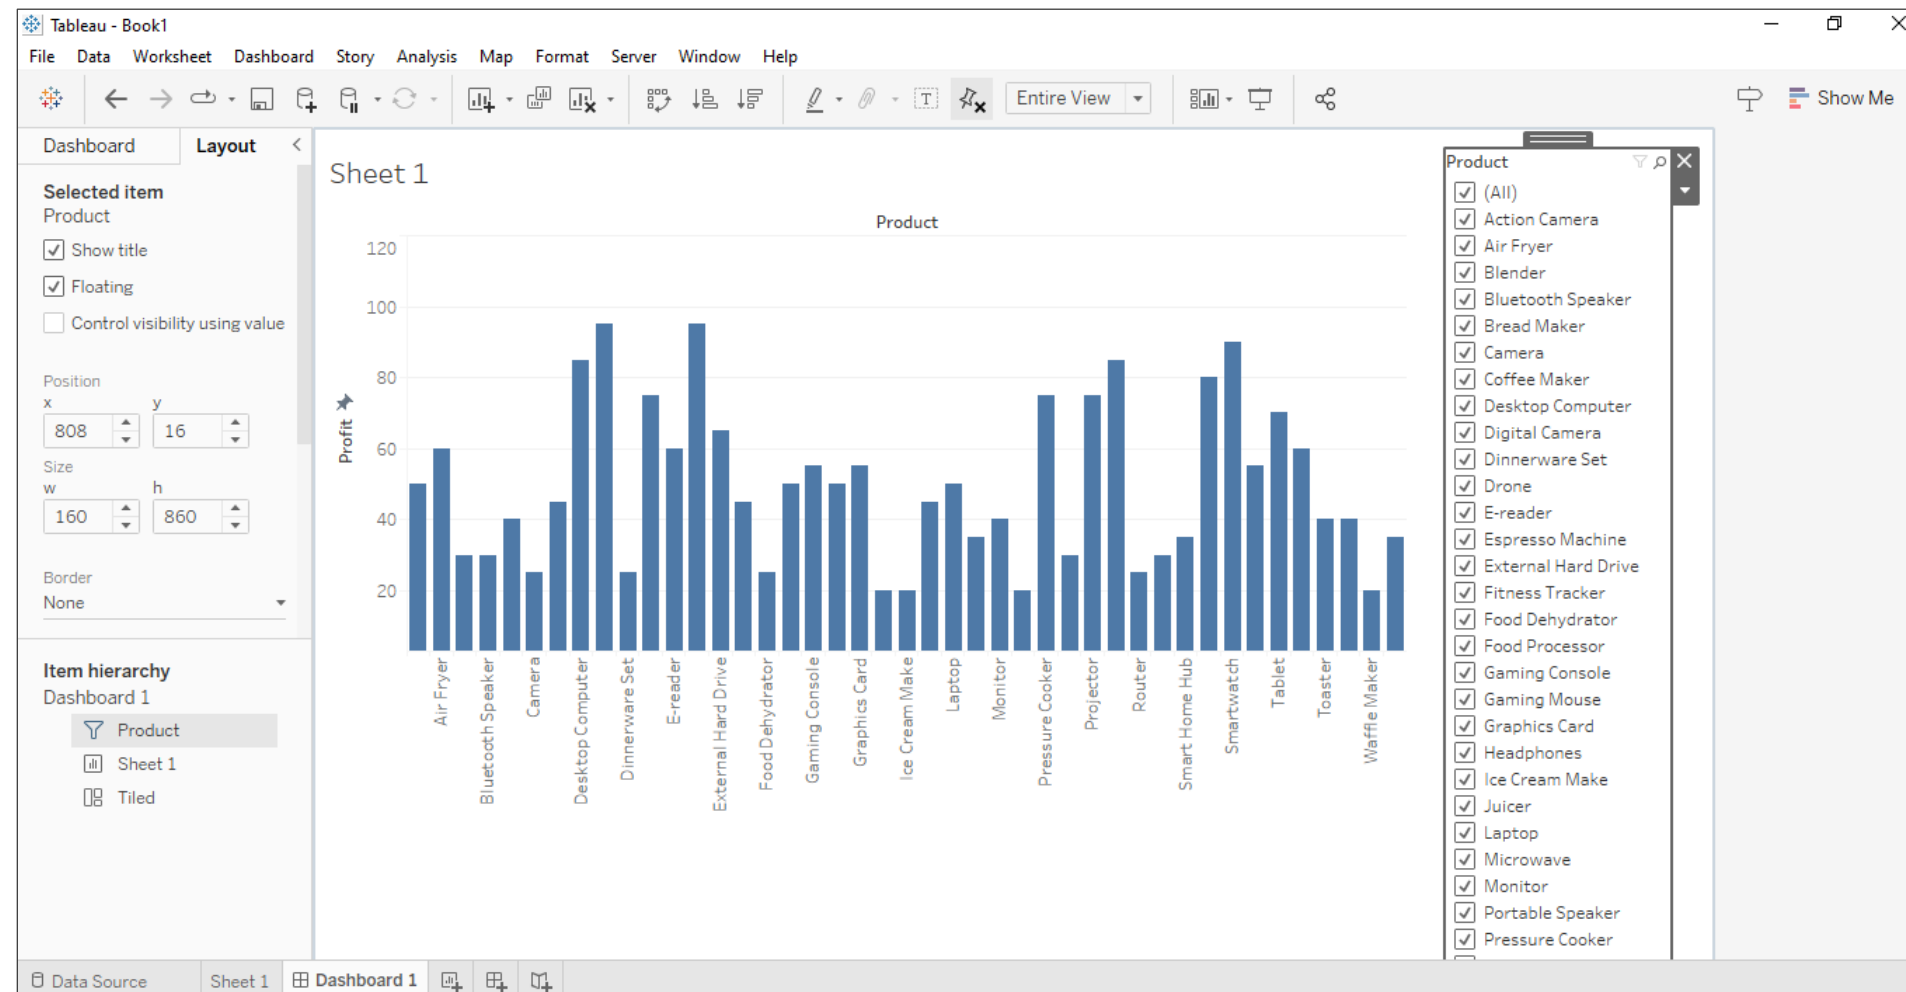 Tableau - Book1
File Data Worksheet Dashboard Story Analysis Map Format Server Window Help
Entire View
Show Me
Dashboard Layout
Selected item
Product
Show title
Floating
Control visibility using value
Position
x y
808 16
Size
w h
160 860
Border
None
Item hierarchy
Dashboard 1
Product
Sheet 1
Tiled
Sheet 1
Product
120
100
80
60
40
20
Profit
Air Fryer
Bluetooth Speaker
Camera
Desktop Computer
Dinnerware Set
E-reader
External Hard Drive
Food Dehydrator
Gaming Console
Graphics Card
Ice Cream Make
Laptop
Monitor
Pressure Cooker
Projector
Router
Smart Home Hub
Smartwatch
Tablet
Toaster
Waffle Maker
Product
(All)
Action Camera
Air Fryer
Blender
Bluetooth Speaker
Bread Maker
Camera
Coffee Maker
Desktop Computer
Digital Camera
Dinnerware Set
Drone
E-reader
Espresso Machine
External Hard Drive
Fitness Tracker
Food Dehydrator
Food Processor
Gaming Console
Gaming Mouse
Graphics Card
Headphones
Ice Cream Make
Juicer
Laptop
Microwave
Monitor
Portable Speaker
Pressure Cooker
Data Source Sheet 1 Dashboard 1